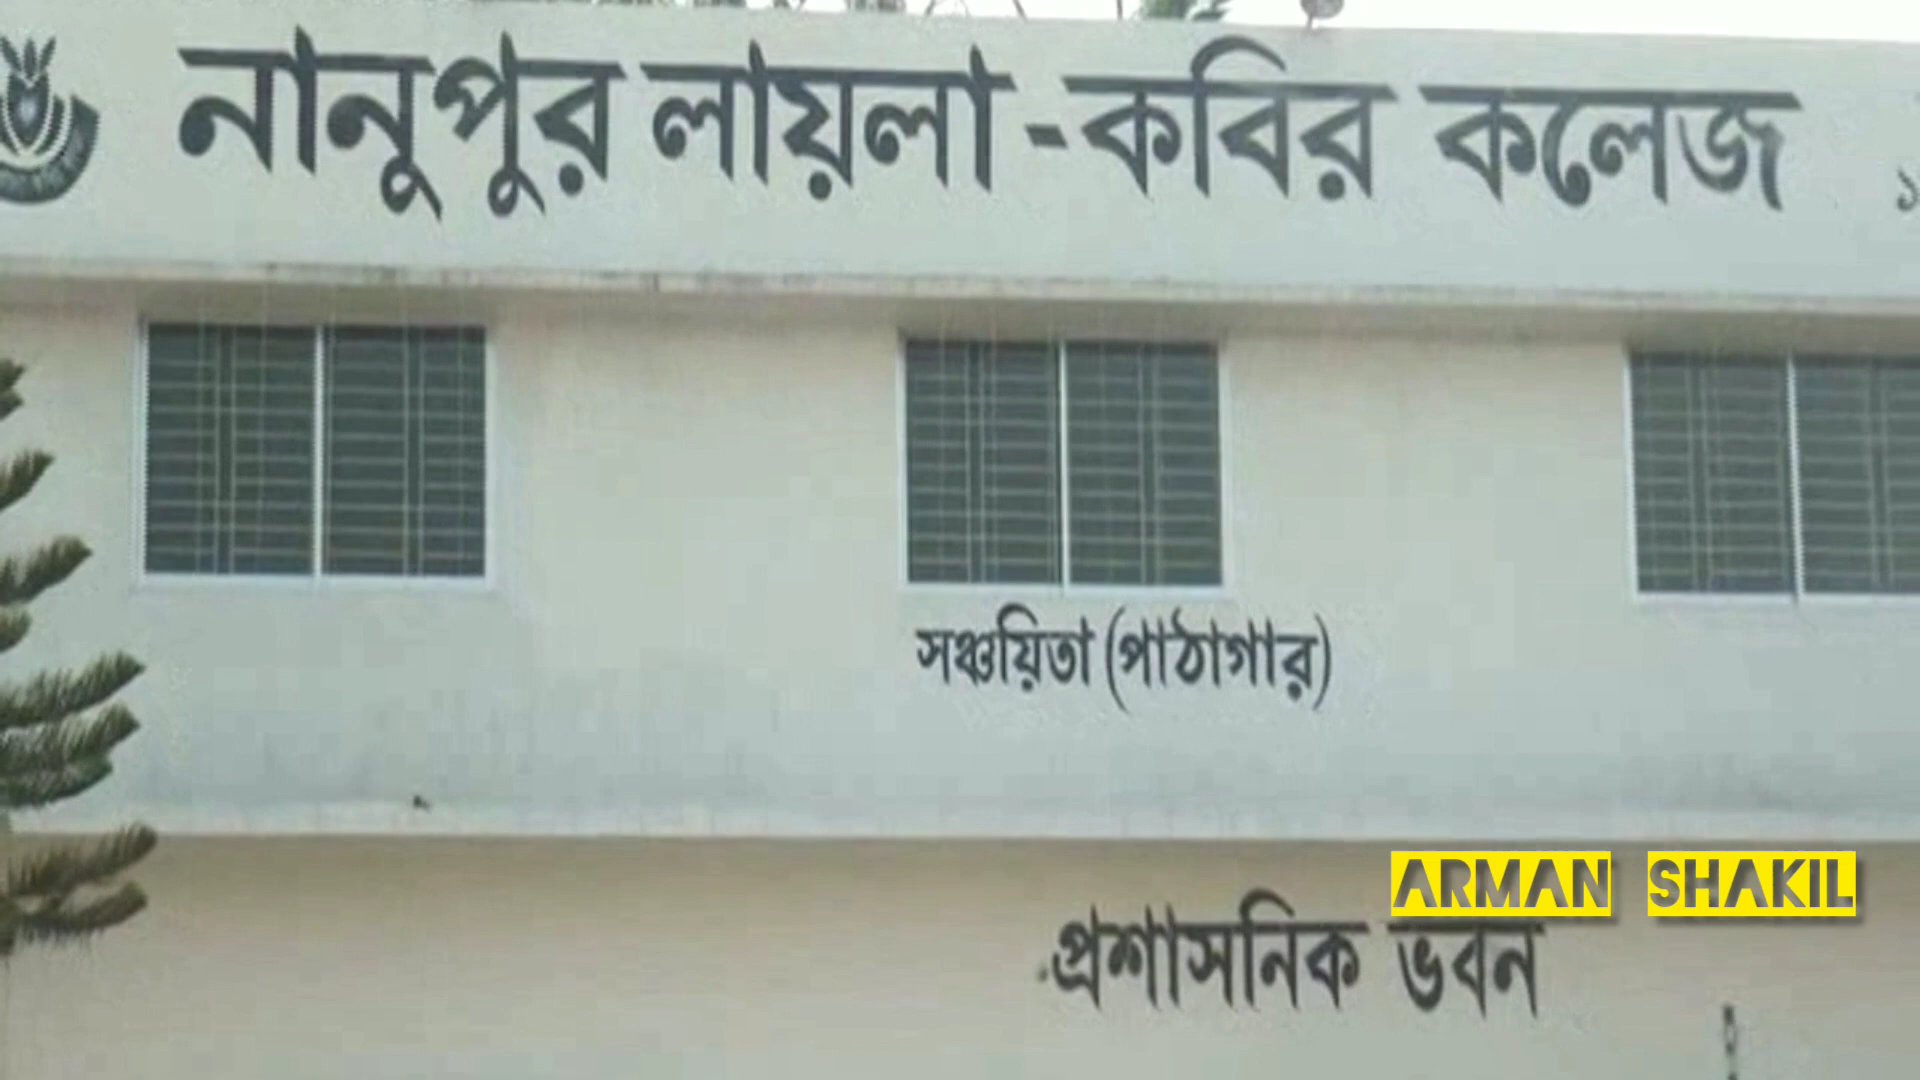 নানুপুর লায়লা-কবির কলেজ
সঞ্চয়িতা (পাঠাগার)
ARMAN SHAKIL
প্রশাসনিক ভবন